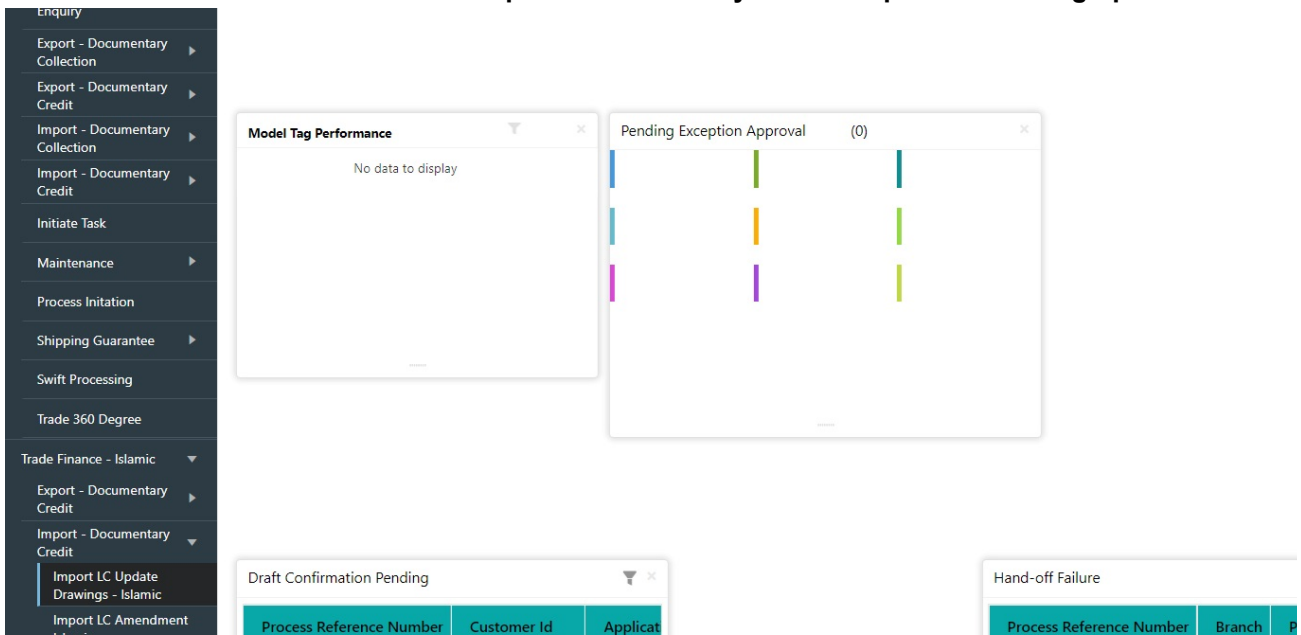 Enquiry
Export - Documentary
Collection
Export - Documentary
Credit
Import - Documentary
Collection
Import - Documentary
Credit
Initiate Task
Maintenance
Process Initation
Shipping Guarantee
Swift Processing
Trade 360 Degree
Trade Finance - Islamic
Export - Documentary
Credit
Import - Documentary
Credit
Import LC Update
Drawings - Islamic
Import LC Amendment
Model Tag Performance
No data to display
Pending Exception Approval (0)
Draft Confirmation Pending
Process Reference Number Customer Id Applicat
Hand-off Failure
Process Reference Number Branch P